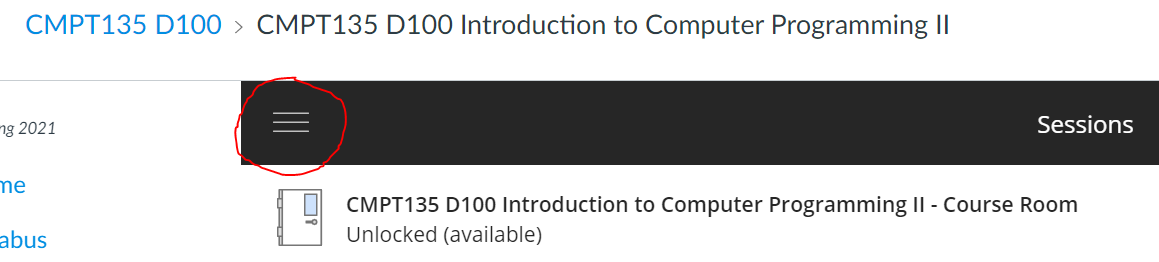 CMPT135 D100 > CMPT135 D100 Introduction to Computer Programming II
ng 2021
Sessions
me
CMPT135 D100 Introduction to Computer Programming II - Course Room
abus
Unlocked (available)